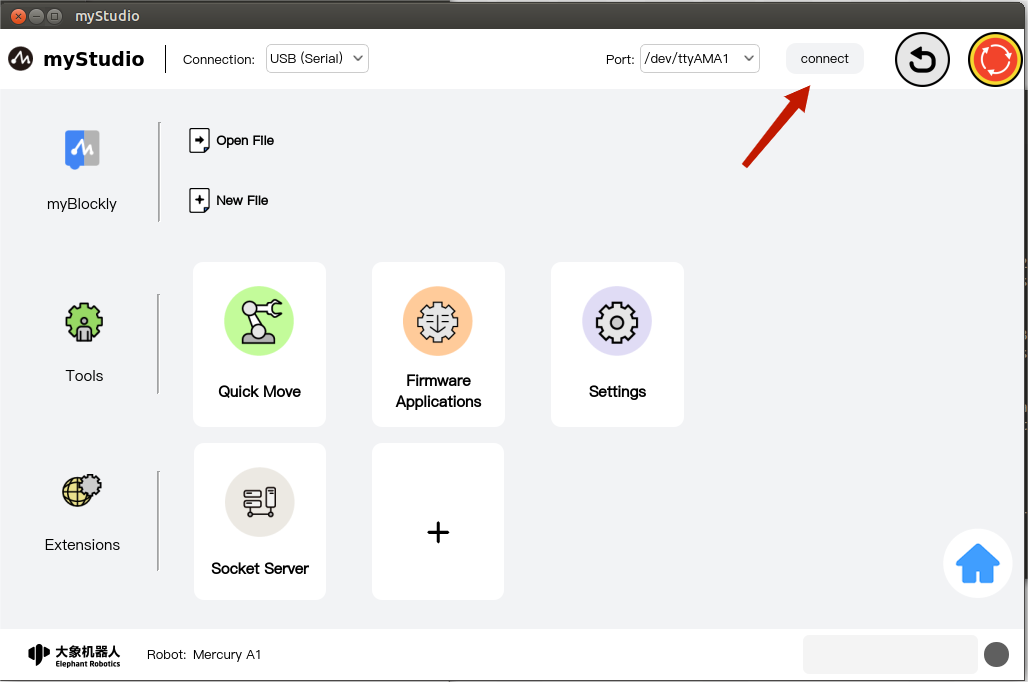 myStudio
myStudio
Connection:
USB (Serial)
Port:
/dev/ttyAMA1
connect
Open File
New File
myBlockly
Quick Move
Firmware
Applications
Settings
Tools
Socket Server
+
Extensions
大象机器人
Elephant Robotics
Robot: Mercury A1